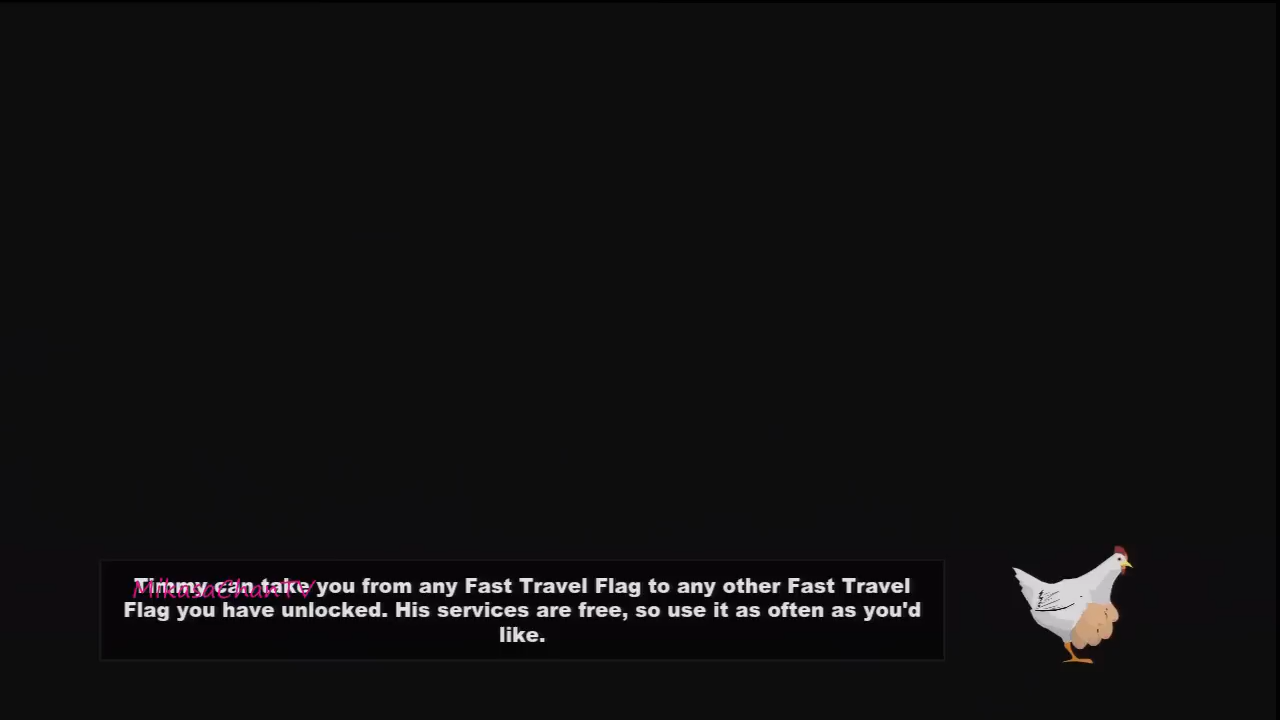 Timmy can take you from any Fast Travel Flag to any other Fast Travel
Flag you have unlocked. His services are free, so use it as often as you'd
like.
MikasaChanTV